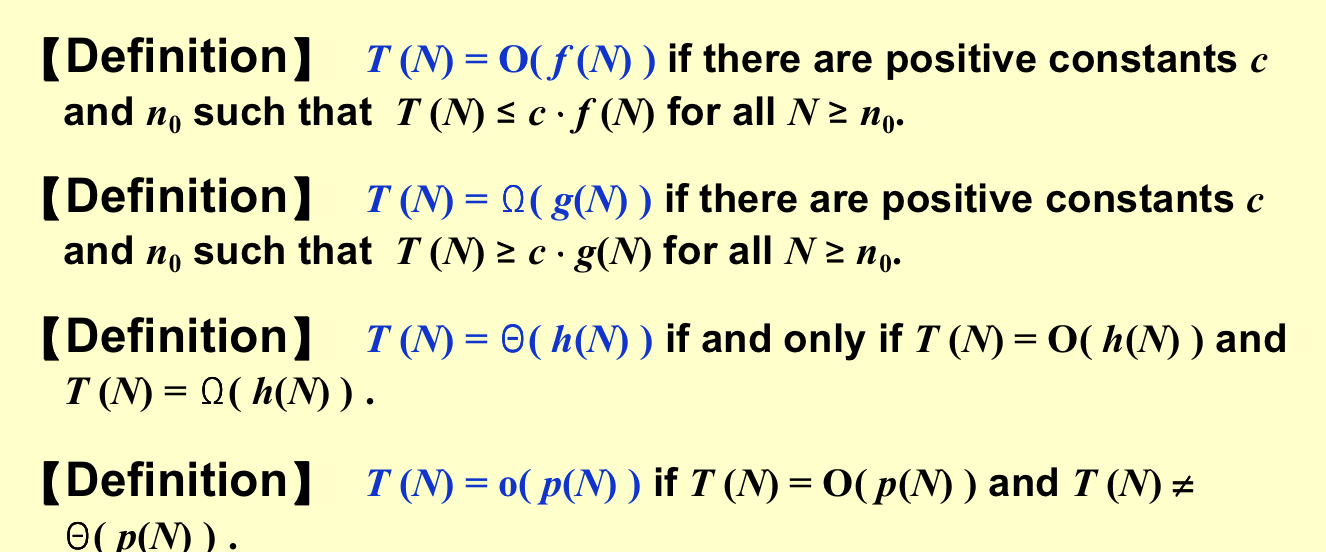 【Definition】 T (N) = O( f (N) ) if there are positive constants c
and n₀ such that T (N) ≤ c · f (N) for all N ≥ n₀.
【Definition】 T (N) = Ω( g(N) ) if there are positive constants c
and n₀ such that T (N) ≥ c · g(N) for all N ≥ n₀.
【Definition】 T (N) = Θ( h(N) ) if and only if T (N) = O( h(N) ) and
T (N) = Ω( h(N) ) .
【Definition】 T (N) = o( p(N) ) if T (N) = O( p(N) ) and T (N) ≠
Θ( p(N) ) .